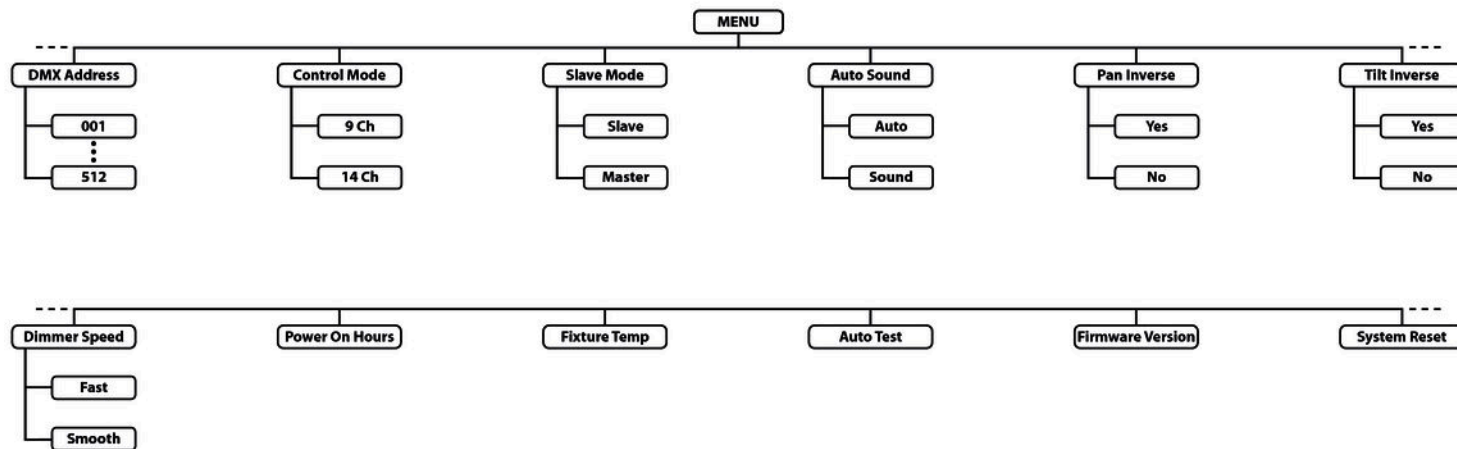 MENU
DMX Address
Control Mode
Slave Mode
Auto Sound
Pan Inverse
Tilt Inverse
001
9 Ch
Slave
Auto
Yes
Yes
512
14 Ch
Master
Sound
No
No
Dimmer Speed
Power On Hours
Fixture Temp
Auto Test
Firmware Version
System Reset
Fast
Smooth